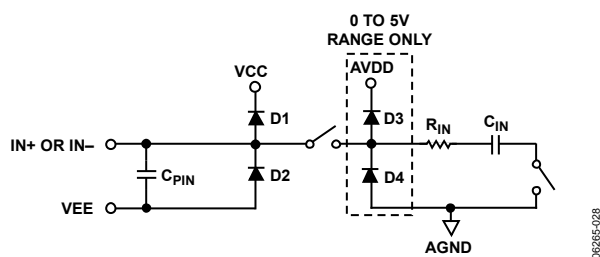 0 TO 5V
RANGE ONLY
VCC
AVDD
D1
D3
RIN
CIN
IN+ OR IN–
CPIN
D2
D4
VEE
AGND
06265-028